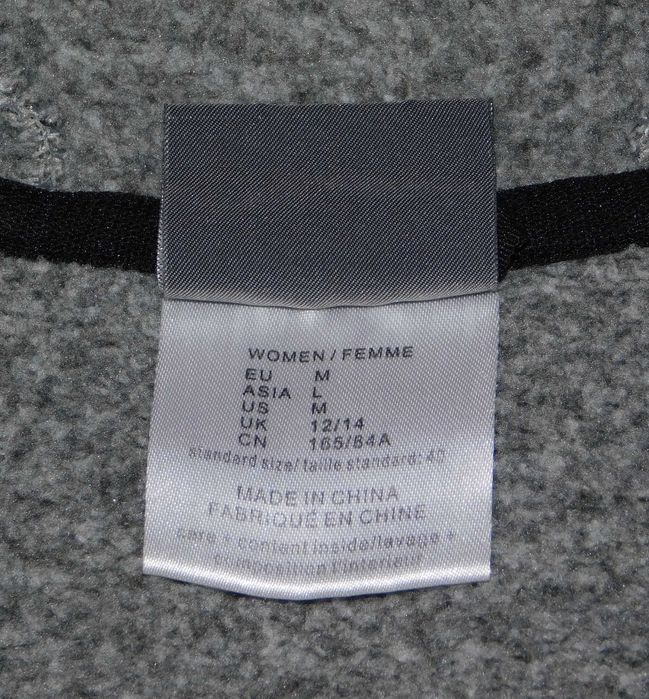 WOMEN / FEMME
EU M
ASIA L
US M
UK 12/14
CN 165/84A
standard size/ taille standard: 40
MADE IN CHINA
FABRIQUÉ EN CHINE
care + content inside/lavage +
composition l'interieur